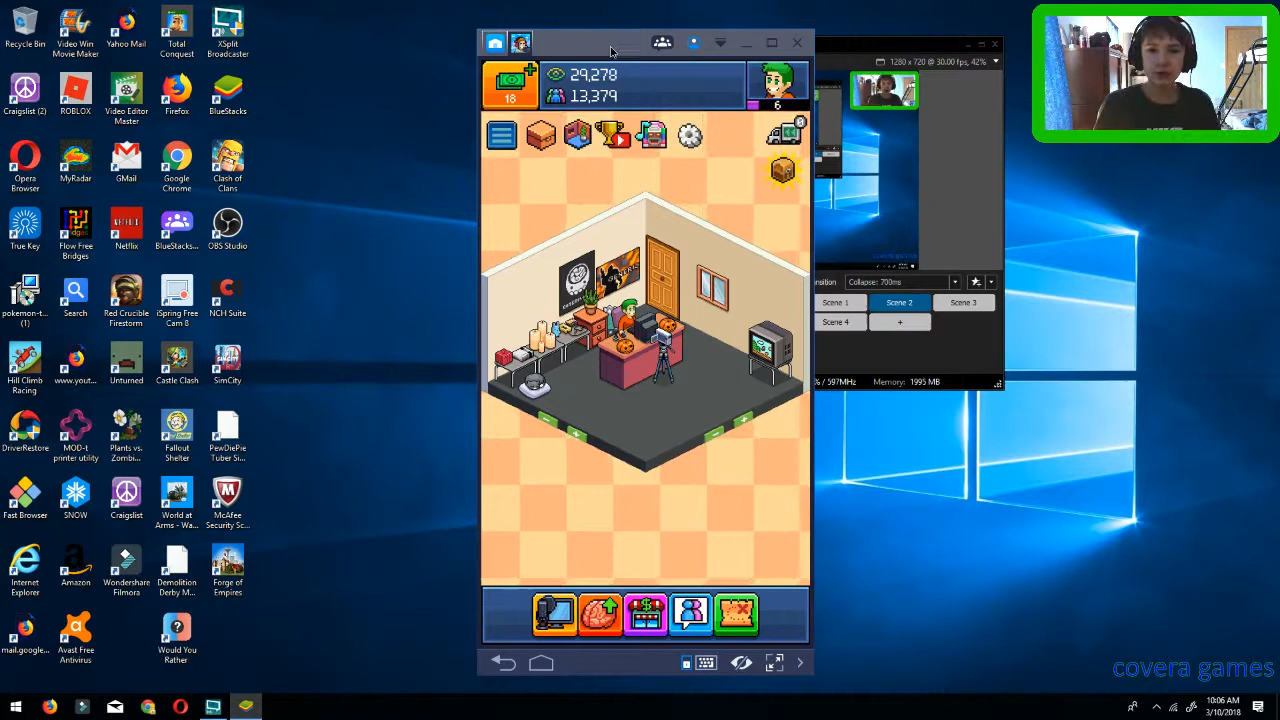 Recycle Bin
Video Win
Movie Maker
Yahoo Mail
Total
Conquest
XSplit
Broadcaster
Craigslist (2)
ROBLOX
Video Editor
Master
Firefox
BlueStacks
Opera
Browser
MyRadar
GMail
Google
Chrome
Clash of
Clans
True Key
Flow Free
Bridges
Netflix
BlueStacks...
OBS Studio
pokemon-t...
(1)
Search
Red Crucible
Firestorm
iSpring Free
Cam 8
NCH Suite
Hill Climb
Racing
www.yout...
Unturned
Castle Clash
SimCity
DriverRestore
MOD-t
printer utility
Plants vs.
Zombi...
Fallout
Shelter
PewDiePie
Tuber Si...
Fast Browser
SNOW
Craigslist
World at
Arms - Wa...
McAfee
Security Sc...
Internet
Explorer
Amazon
Wondershare
Filmora
Demolition
Derby M...
Forge of
Empires
mail.google...
Avast Free
Antivirus
Would You
Rather
18
29,278
13,379
6
0
1280 x 720 @ 30.00 fps, 42%
nsition
Collapse: 700ms
Scene 1
Scene 2
Scene 3
Scene 4
+
% / 597MHz
Memory:
1995 MB
covera games
10:06 AM
3/10/2018